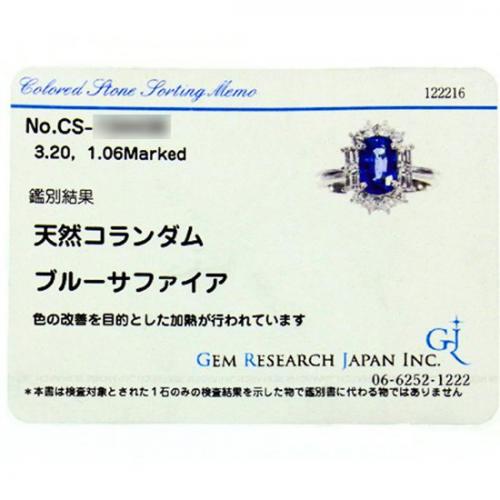 Colored Stone Sorting Memo
122216
No.CS-
3.20, 1.06Marked
鑑別結果
天然コランダム
ブルーサファイア
色の改善を目的とした加熱が行われています
GEM RESEARCH JAPAN INC.
06-6252-1222
*本書は検査対象とされた1石のみの検査結果を示した物で鑑別書に代わる物ではありません